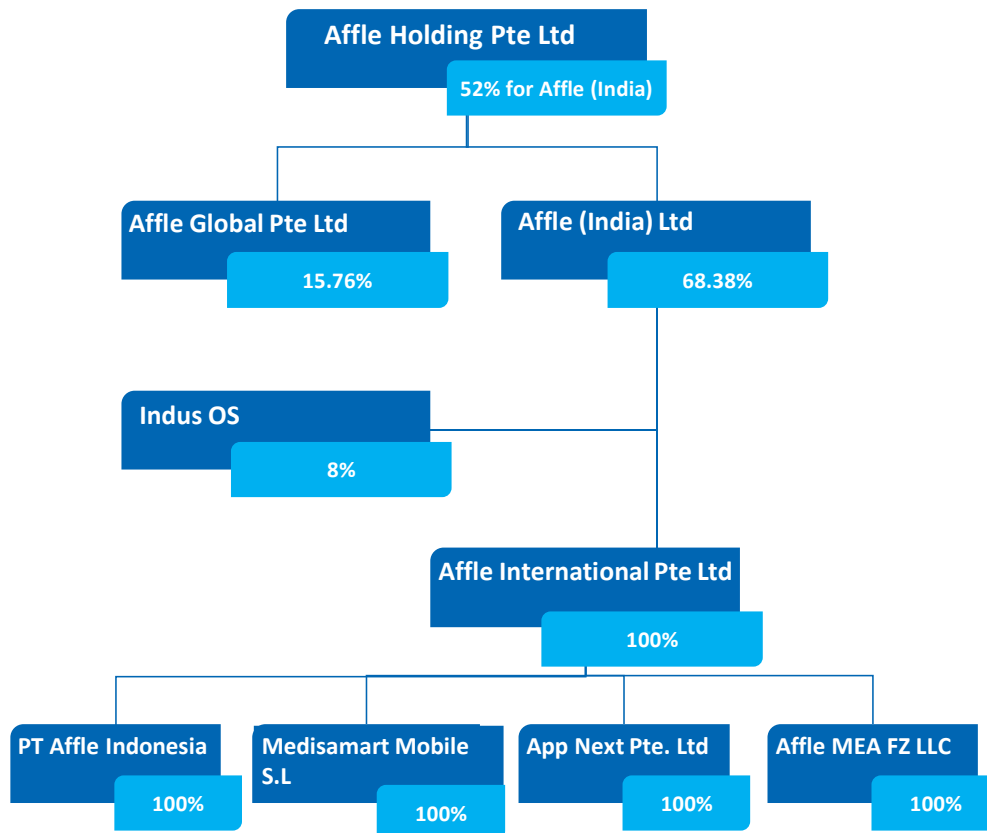 Affle Holding Pte Ltd
52% for Affle (India)
Affle Global Pte Ltd
15.76%
Affle (India) Ltd
68.38%
Indus OS
8%
Affle International Pte Ltd
100%
PT Affle Indonesia
100%
Medisamart Mobile
S.L
100%
App Next Pte. Ltd
100%
Affle MEA FZ LLC
100%